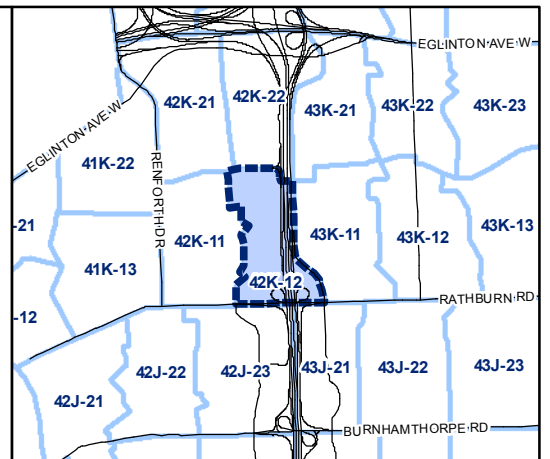 EGLINTON AVE W
42K-21
42K-22
43K-21
43K-22
43K-23
EGLINTON AVE W
41K-22
RENFORTH DR
-21
42K-11
43K-11
43K-12
43K-13
41K-13
42K-12
RATHBURN RD
-12
42J-22
42J-23
43J-21
43J-22
43J-23
42J-21
BURNHAMTHORPE RD